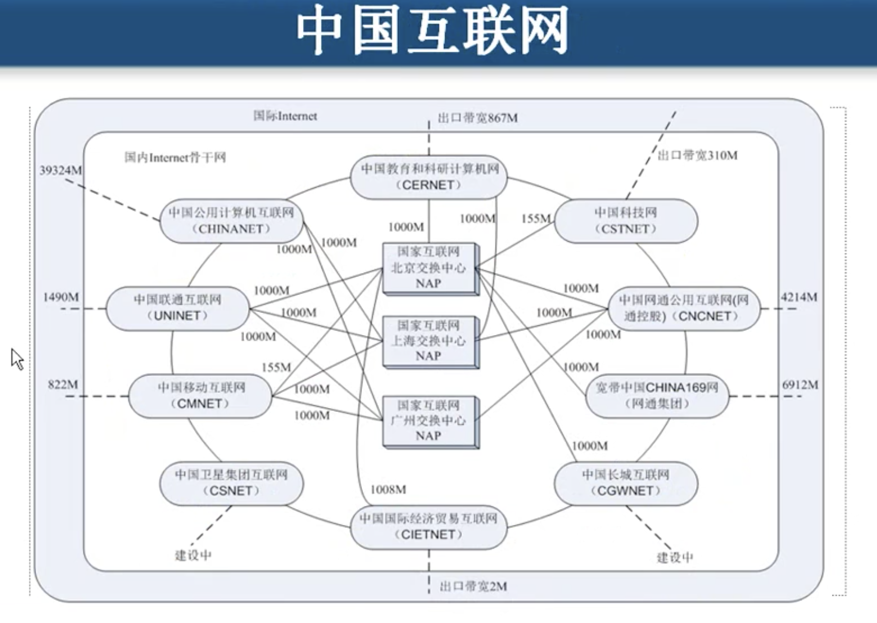 中国互联网
国际Internet
出口带宽867M
国内Internet骨干网
出口带宽310M
39324M
中国教育和科研计算机网
（CERNET）
中国公用计算机互联网
（CHINANET）
中国科技网
（CSTNET）
1000M
1000M
155M
1000M
1000M
国家互联网
北京交换中心
NAP
1490M
中国联通互联网
（UNINET）
1000M
1000M
1000M
1000M
1000M
1000M
中国网通公用互联网(网
通控股)（CNCNET）
4214M
国家互联网
上海交换中心
NAP
822M
中国移动互联网
（CMNET）
155M
1000M
1000M
1000M
宽带中国CHINA169网
（网通集团）
6912M
国家互联网
广州交换中心
NAP
1000M
中国卫星集团互联网
（CSNET）
中国长城互联网
（CGWNET）
1008M
中国国际经济贸易互联网
（CIETNET）
建设中
建设中
出口带宽2M